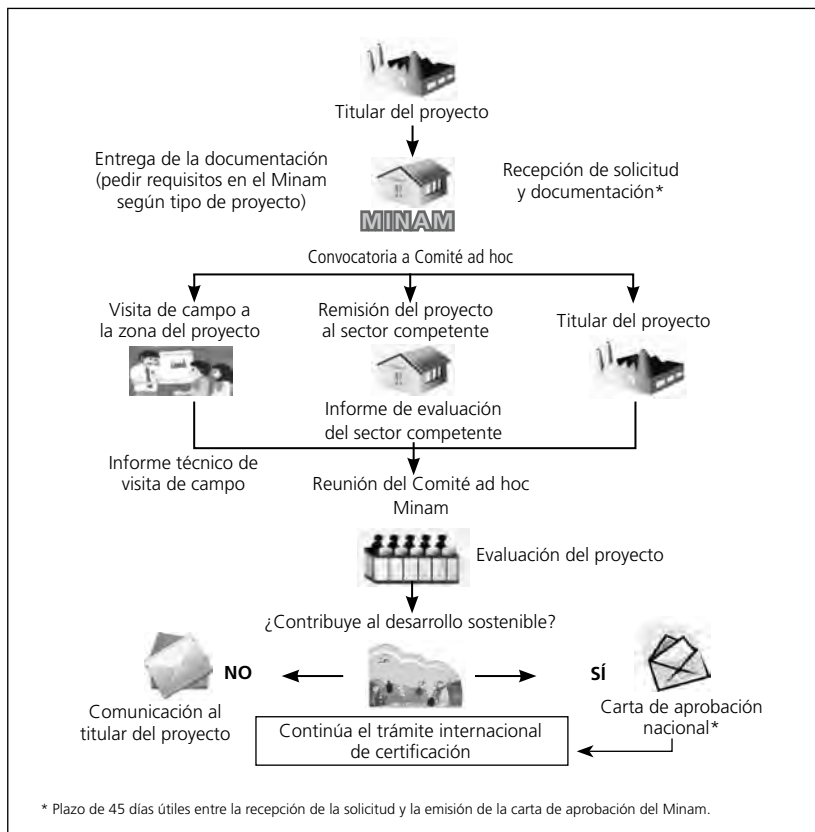 Titular del proyecto
Entrega de la documentación
(pedir requisitos en el Minam
según tipo de proyecto)
MINAM
Recepción de solicitud
y documentación*
Convocatoria a Comité ad hoc
Visita de campo a
la zona del proyecto
Remisión del proyecto
al sector competente
Titular del proyecto
Informe de evaluación
del sector competente
Informe técnico de
visita de campo
Reunión del Comité ad hoc
Minam
Evaluación del proyecto
¿Contribuye al desarrollo sostenible?
NO
SÍ
Comunicación al
titular del proyecto
Carta de aprobación
nacional*
Continúa el trámite internacional
de certificación
* Plazo de 45 días útiles entre la recepción de la solicitud y la emisión de la carta de aprobación del Minam.